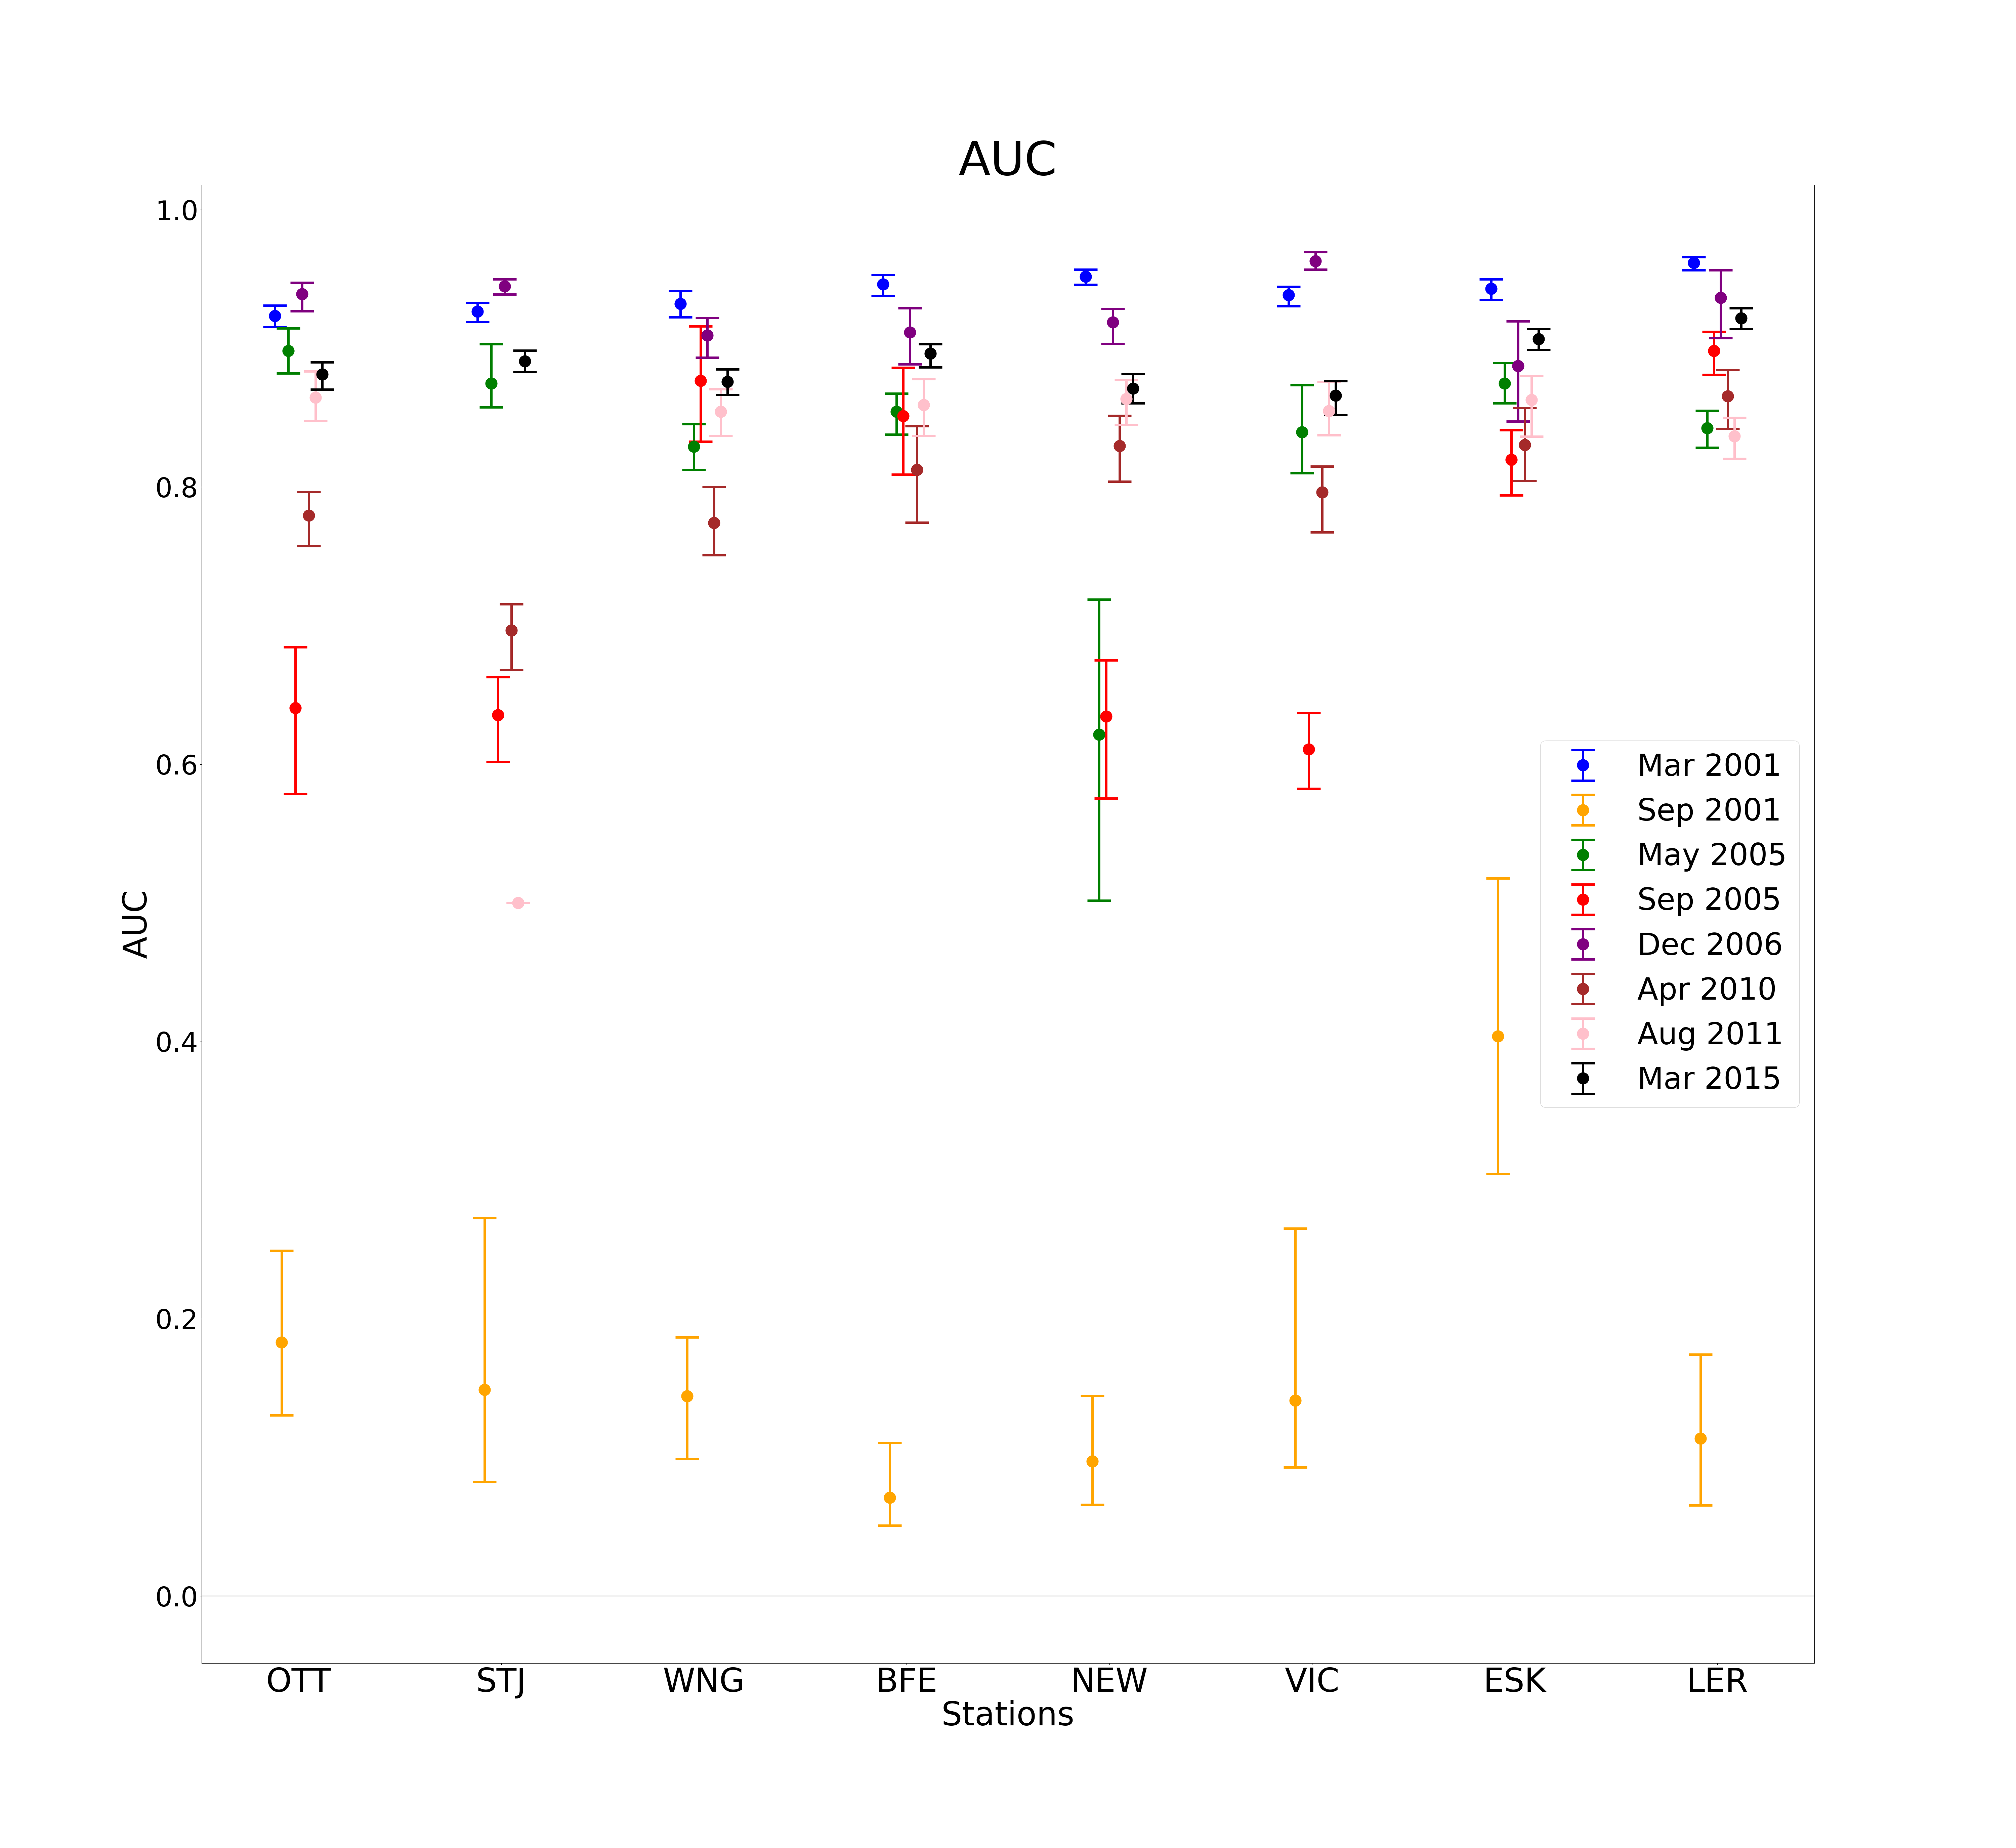 AUC
1.0
0.8
0.6
0.4
0.2
0.0
AUC
Mar 2001
Sep 2001
May 2005
Sep 2005
Dec 2006
Apr 2010
Aug 2011
Mar 2015
OTT STJ WNG BFE NEW VIC ESK LER
Stations